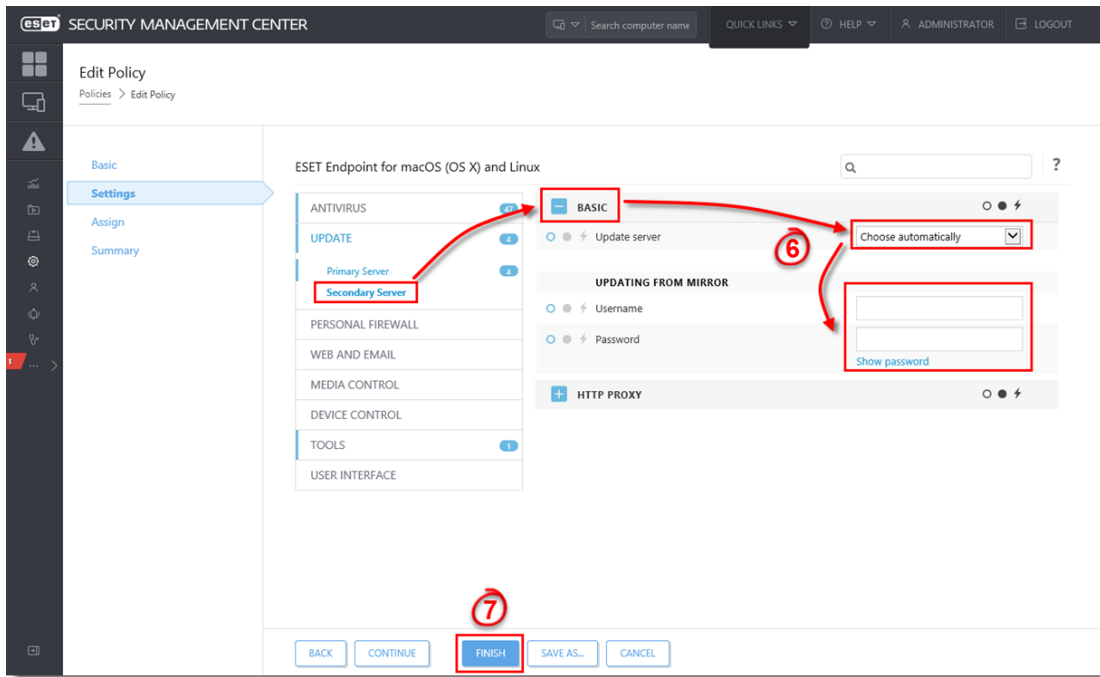 eset SECURITY MANAGEMENT CENTER
Search computer name
QUICK LINKS
HELP
ADMINISTRATOR
LOGOUT
Edit Policy
Policies > Edit Policy
Basic
Settings
Assign
Summary
1
...
ESET Endpoint for macOS (OS X) and Linux
?
ANTIVIRUS 47
UPDATE 4
Primary Server 4
Secondary Server
PERSONAL FIREWALL
WEB AND EMAIL
MEDIA CONTROL
DEVICE CONTROL
TOOLS 1
USER INTERFACE
BASIC
Update server
Choose automatically
6
UPDATING FROM MIRROR
Username
Password
Show password
HTTP PROXY
7
BACK
CONTINUE
FINISH
SAVE AS...
CANCEL